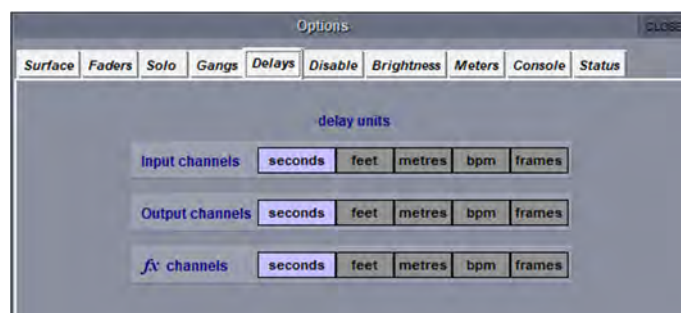 Options CLOSE
Surface Faders Solo Gangs Delays Disable Brightness Meters Console Status
delay units
Input channels seconds feet metres bpm frames
Output channels seconds feet metres bpm frames
fx channels seconds feet metres bpm frames